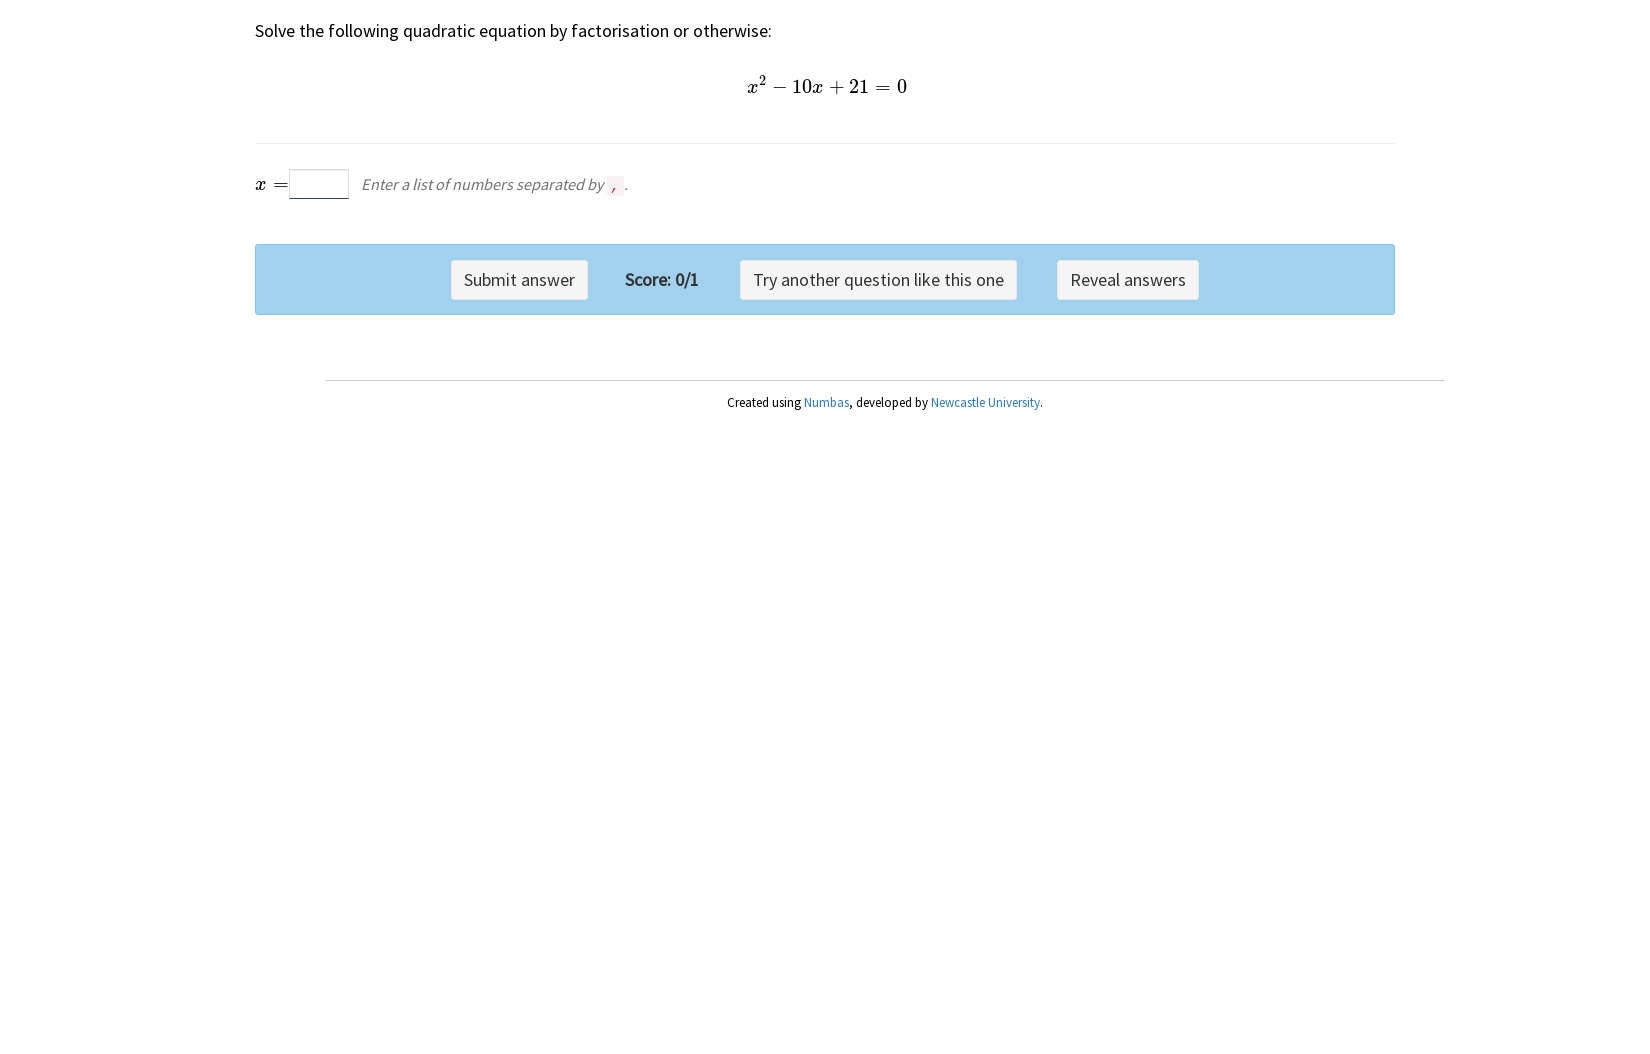 Solve the following quadratic equation by factorisation or otherwise:
x² − 10x + 21 = 0
x = Enter a list of numbers separated by , .
Submit answer Score: 0/1 Try another question like this one Reveal answers
Created using Numbas, developed by Newcastle University.